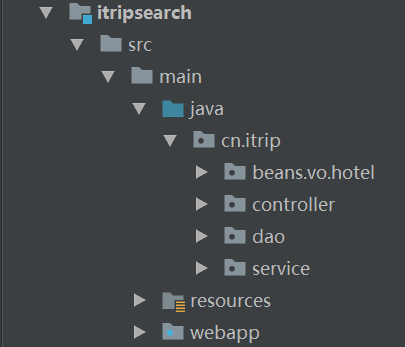 itripsearch
src
main
java
cn.itrip
beans.vo.hotel
controller
dao
service
resources
webapp